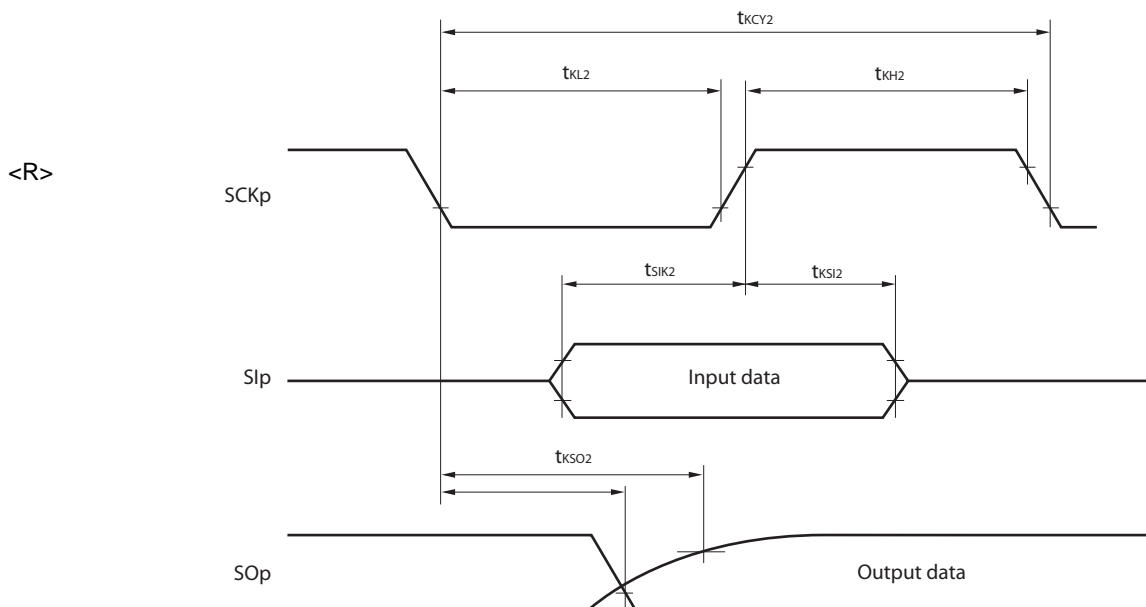 tKCY2
tKL2
tKH2
<R>
SCKp
tSIK2
tKSI2
SIp
Input data
tKSO2
SOp
Output data